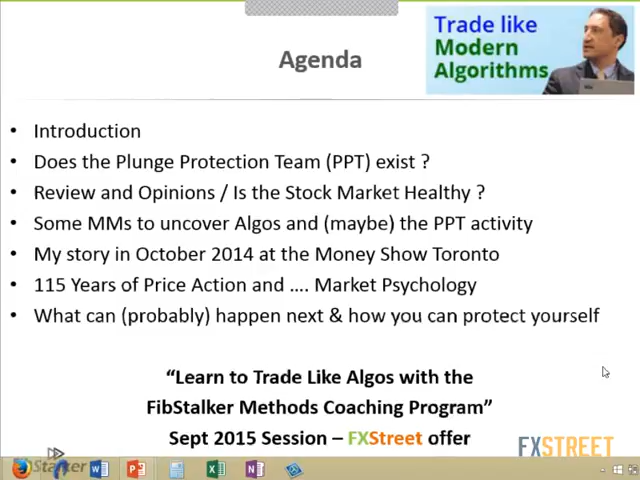 Agenda
Trade like
Modern
Algorithms
• Introduction
• Does the Plunge Protection Team (PPT) exist ?
• Review and Opinions / Is the Stock Market Healthy ?
• Some MMs to uncover Algos and (maybe) the PPT activity
• My story in October 2014 at the Money Show Toronto
• 115 Years of Price Action and .... Market Psychology
• What can (probably) happen next & how you can protect yourself
“Learn to Trade Like Algos with the
FibStalker Methods Coaching Program”
Sept 2015 Session – FXStreet offer
FXSTREET
Stalker